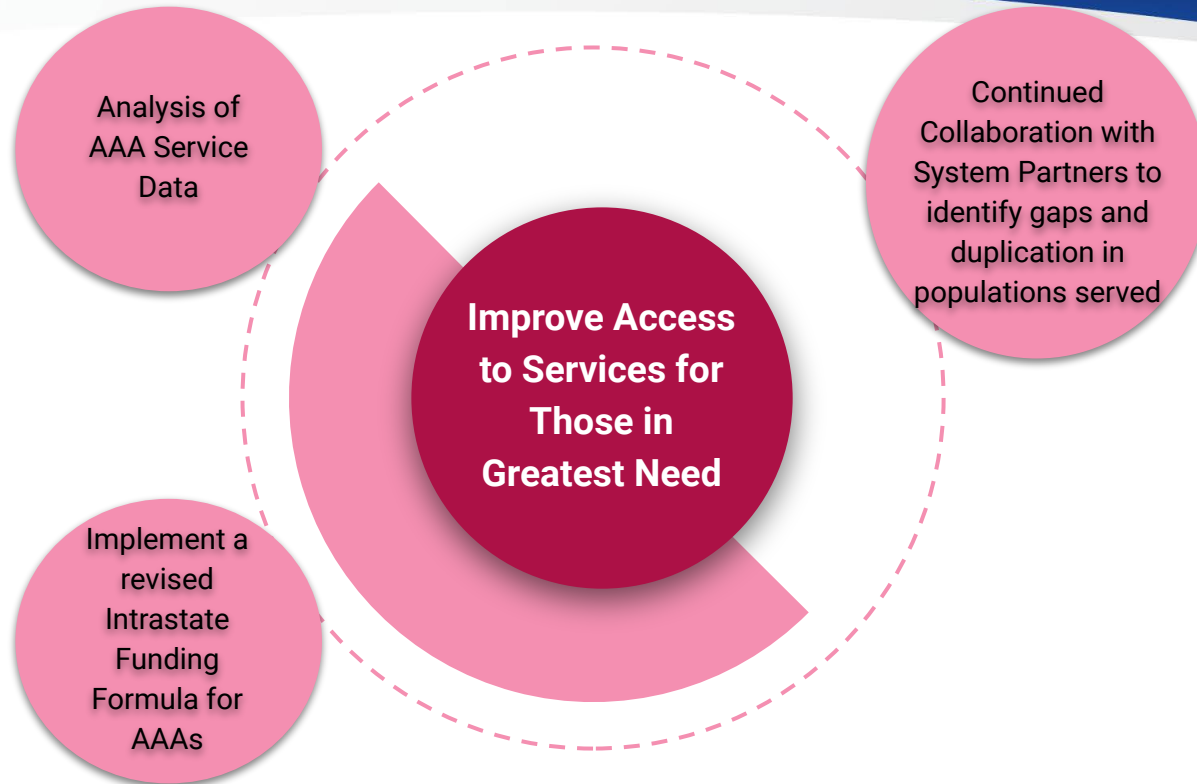 Analysis of
AAA Service
Data
Continued
Collaboration with
System Partners to
identify gaps and
duplication in
populations served
Improve Access
to Services for
Those in
Greatest Need
Implement a
revised
Intrastate
Funding
Formula for
AAAs